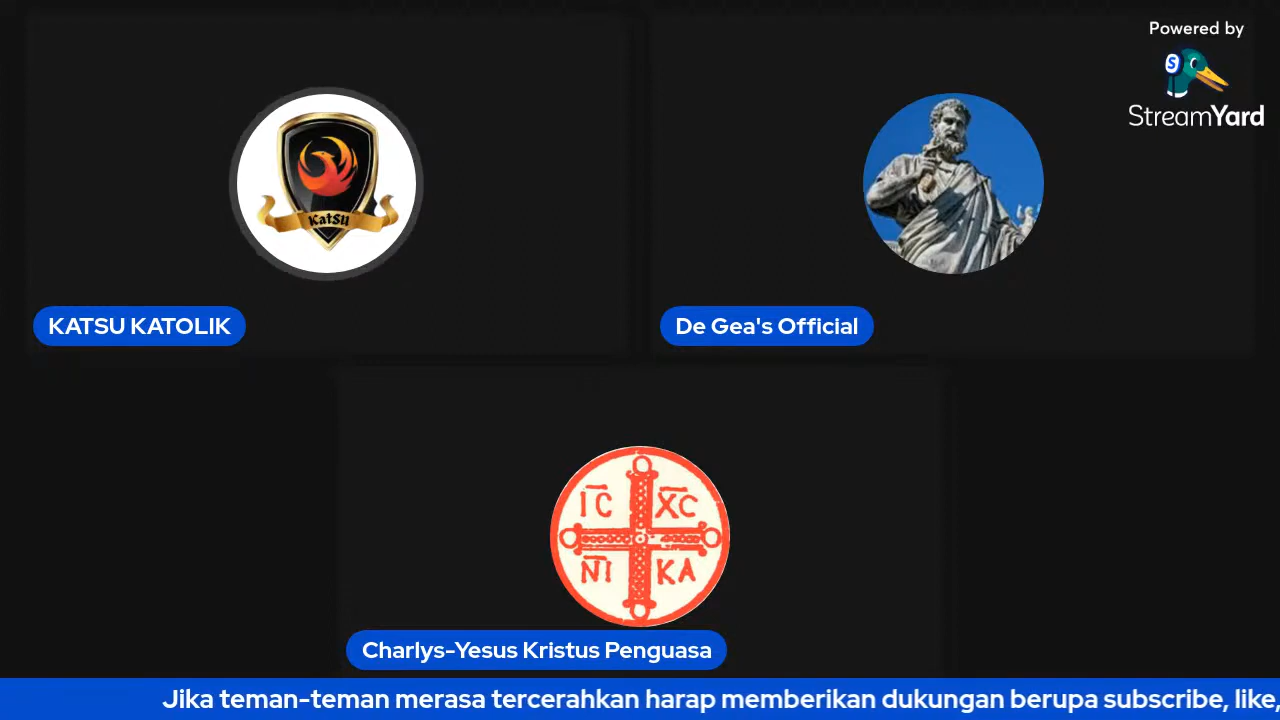 Powered by
StreamYard
KatSU
KATSU KATOLIK
De Gea's Official
IC XC
NI KA
Charlys-Yesus Kristus Penguasa
Jika teman-teman merasa tercerahkan harap memberikan dukungan berupa subscribe, like,